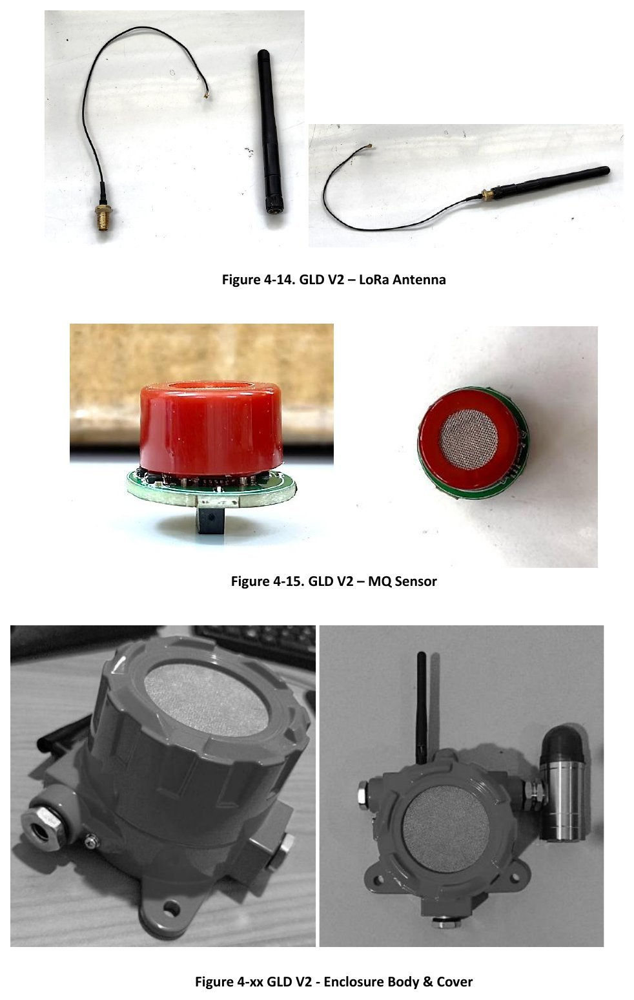 Figure 4-14. GLD V2 – LoRa Antenna
Figure 4-15. GLD V2 – MQ Sensor
Figure 4-xx GLD V2 - Enclosure Body & Cover